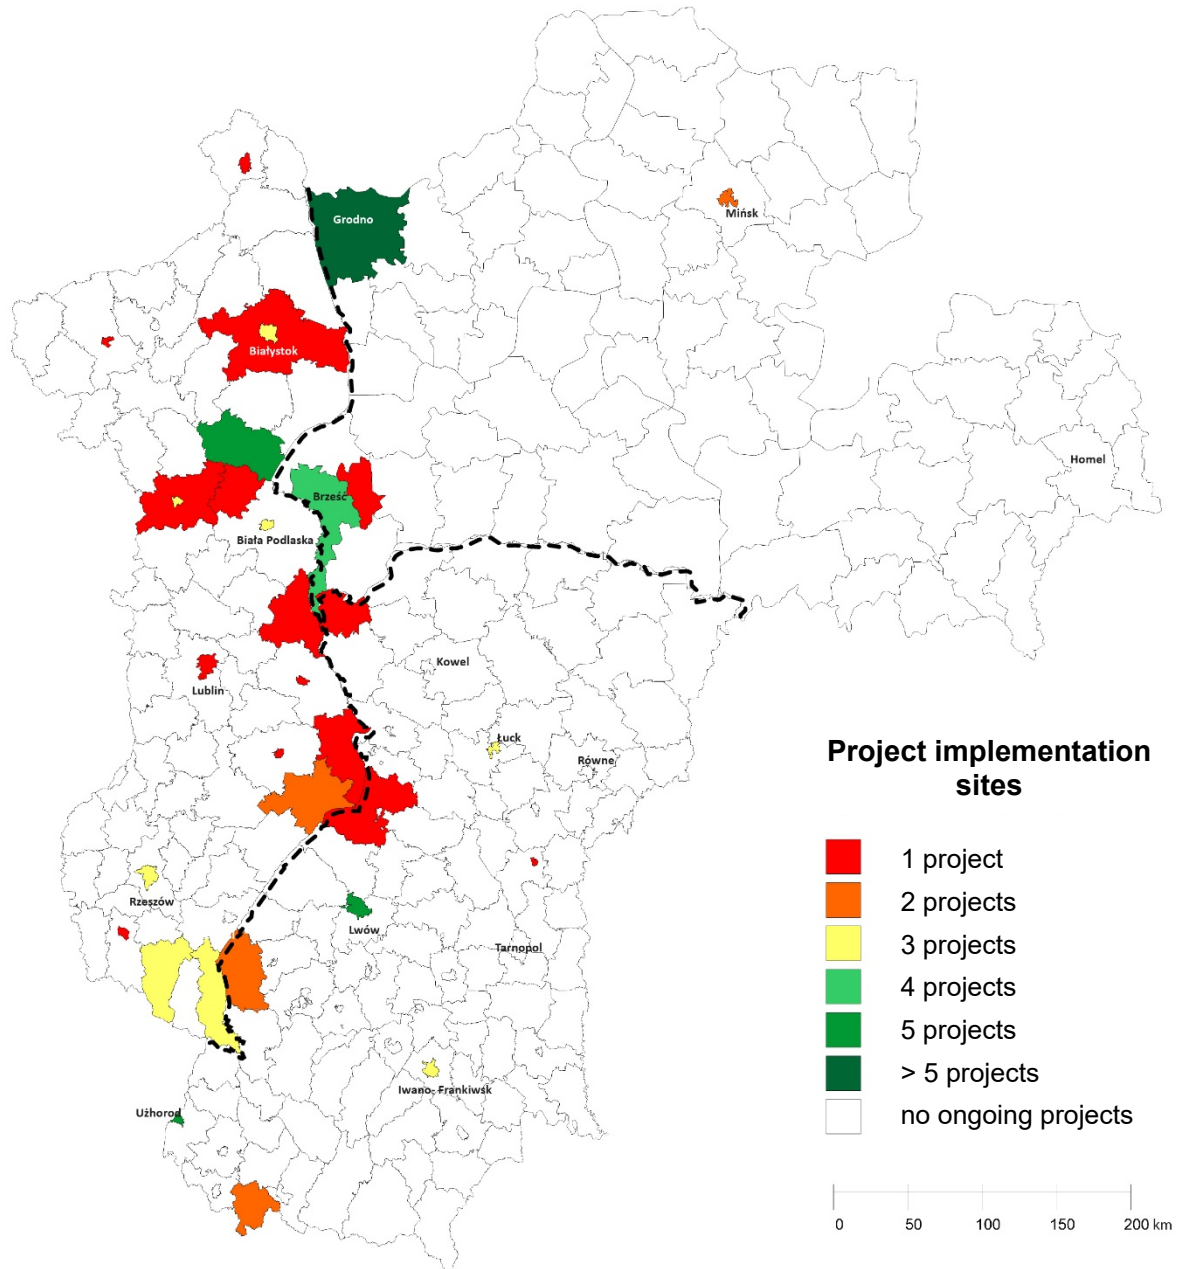 Mińsk
Grodno
Białystok
Homel
Brześć
Biała Podlaska
Kowel
Lublin
Łuck
Równe
Rzeszów
Lwów
Tarnopol
Iwano- Frankiwsk
Użhorod
Project implementation
sites
1 project
2 projects
3 projects
4 projects
5 projects
> 5 projects
no ongoing projects
0 50 100 150 200 km